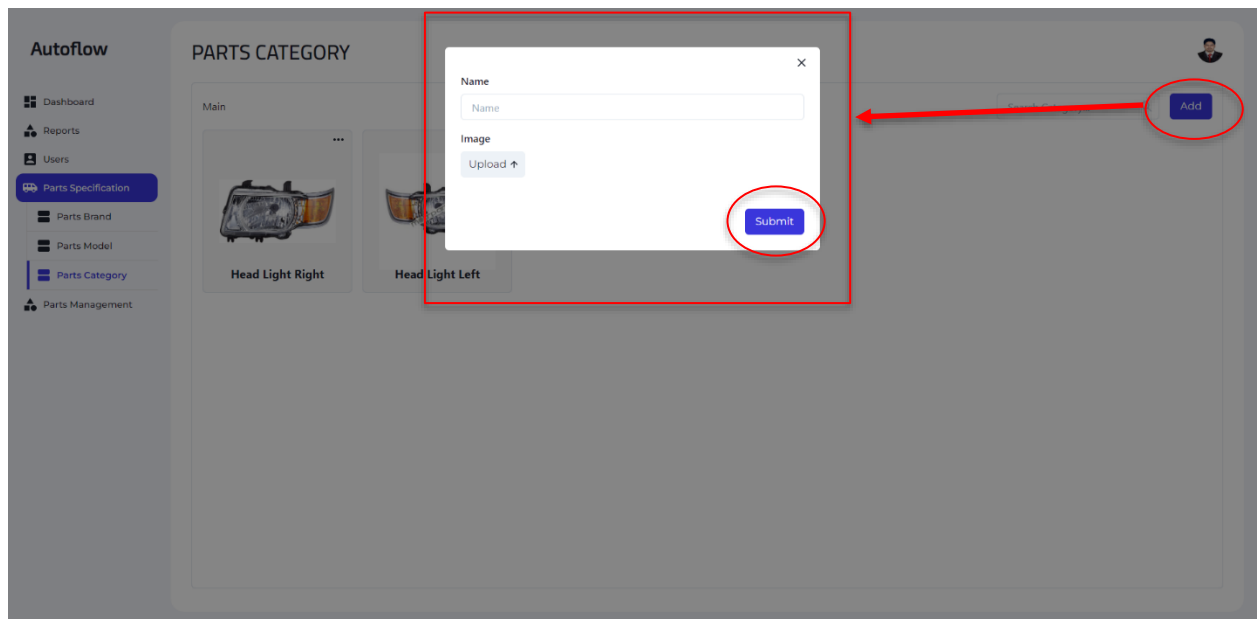 Autoflow
Dashboard
Reports
Users
Parts Specification
Parts Brand
Parts Model
Parts Category
Parts Management
PARTS CATEGORY
Main
Add
Name
Name
Image
Upload ↑
Submit
Head Light Right
Head Light Left